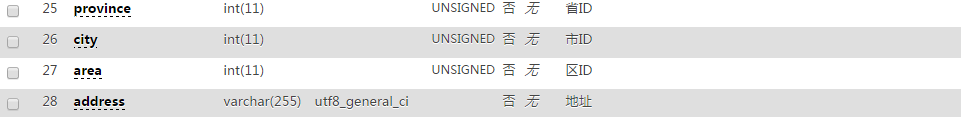 25 province int(11) UNSIGNED 否 无 省ID
26 city int(11) UNSIGNED 否 无 市ID
27 area int(11) UNSIGNED 否 无 区ID
28 address varchar(255) utf8_general_ci 否 无 地址